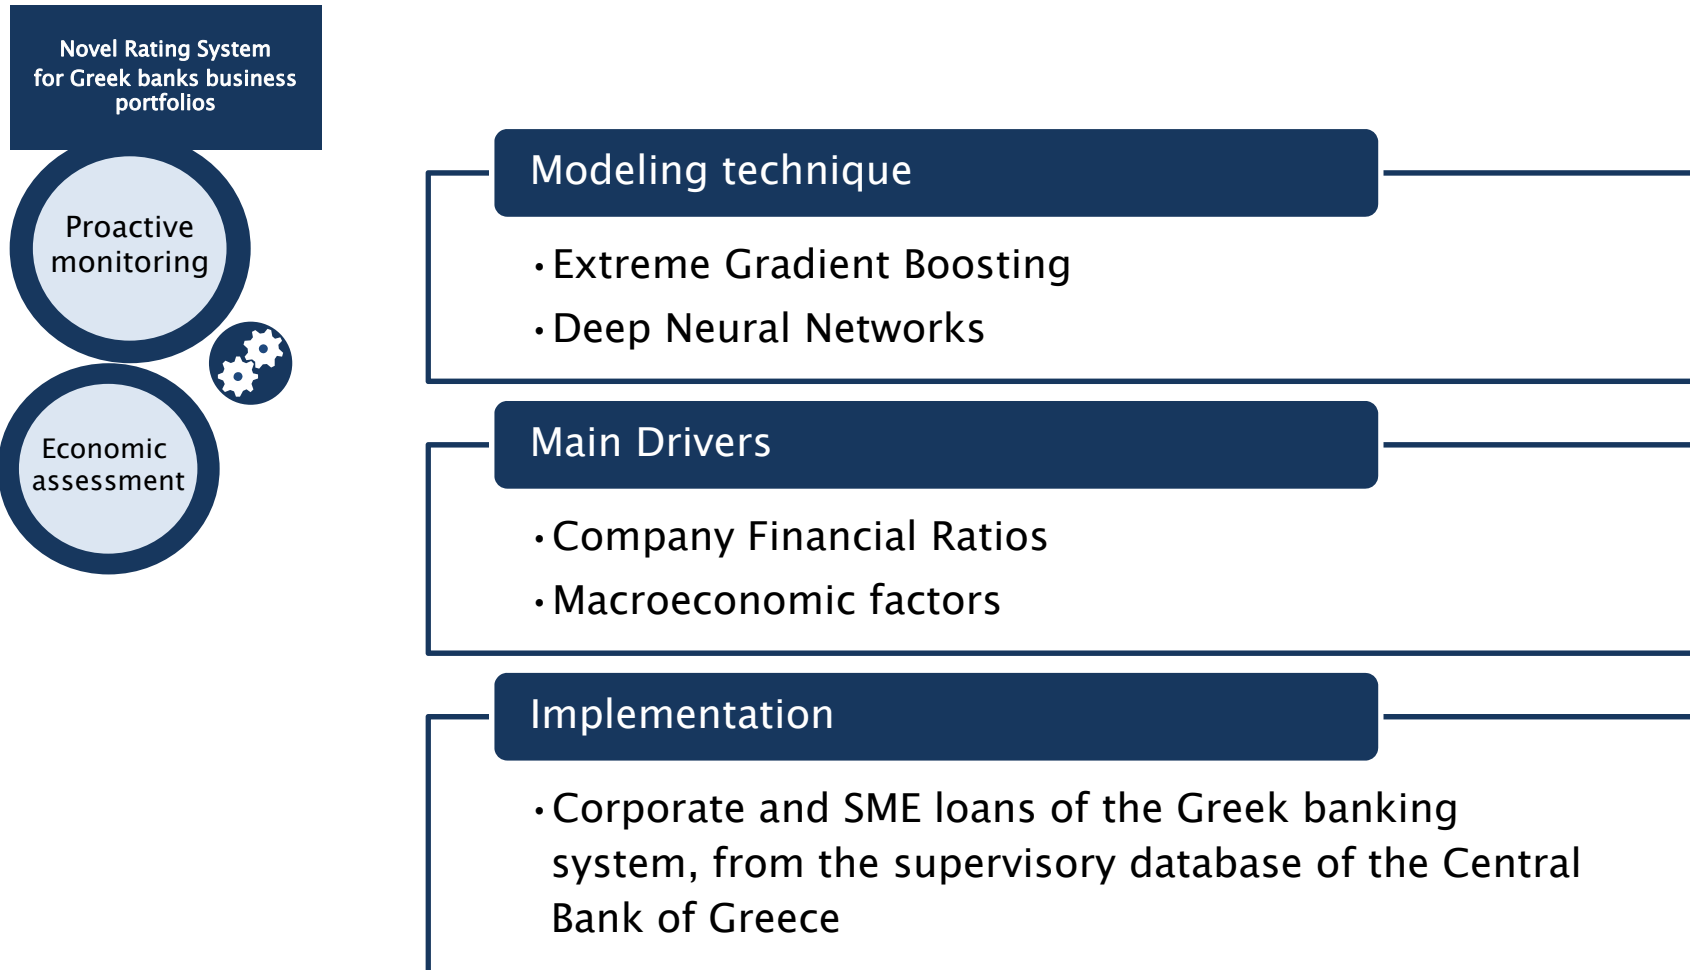 Novel Rating System
for Greek banks business
portfolios
Proactive
monitoring
Economic
assessment
Modeling technique
•Extreme Gradient Boosting
•Deep Neural Networks
Main Drivers
•Company Financial Ratios
•Macroeconomic factors
Implementation
•Corporate and SME loans of the Greek banking
system, from the supervisory database of the Central
Bank of Greece